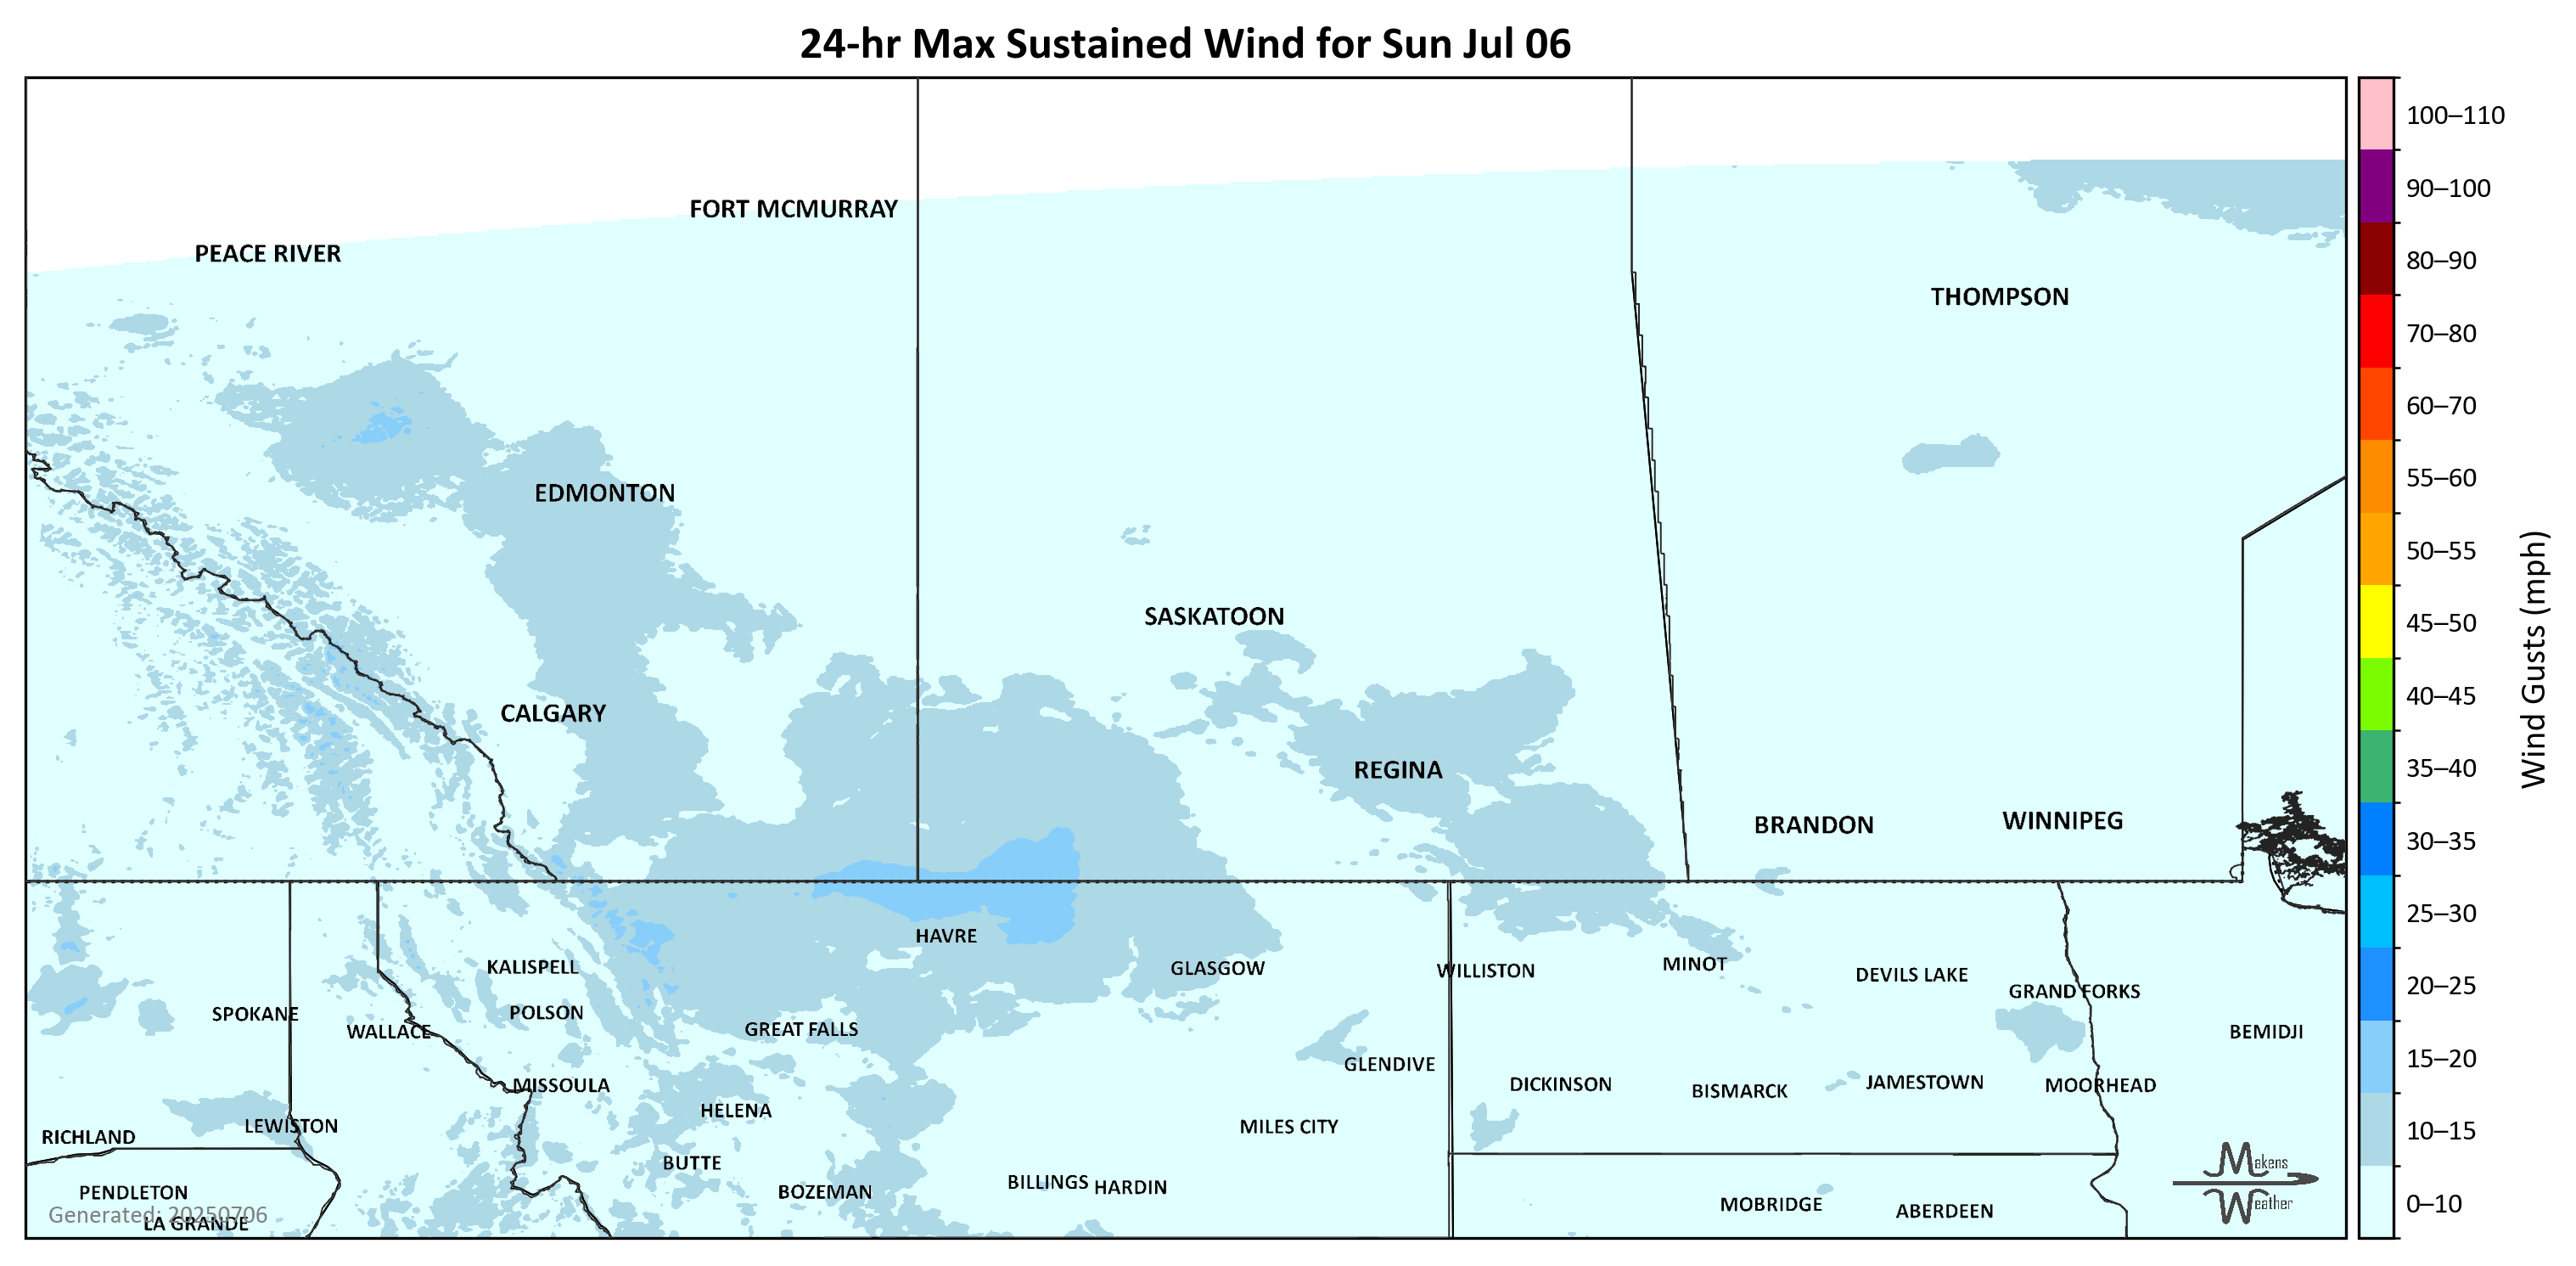 24-hr Max Sustained Wind for Sun Jul 06
FORT MCMURRAY
PEACE RIVER
THOMPSON
EDMONTON
SASKATOON
CALGARY
REGINA
BRANDON
WINNIPEG
HAVRE
KALISPELL
GLASGOW
WILLISTON
MINOT
DEVILS LAKE
GRAND FORKS
SPOKANE
POLSON
WALLACE
GREAT FALLS
BEMIDJI
GLENDIVE
MISSOULA
DICKINSON
BISMARCK
JAMESTOWN
MOORHEAD
HELENA
LEWISTON
MILES CITY
RICHLAND
BUTTE
BILLINGS
HARDIN
PENDLETON
BOZEMAN
MOBRIDGE
ABERDEEN
Generated: 20250706
LA GRANDE
Makens
Weather
100–110
90–100
80–90
70–80
60–70
55–60
50–55
45–50
40–45
35–40
30–35
25–30
20–25
15–20
10–15
0–10
Wind Gusts (mph)